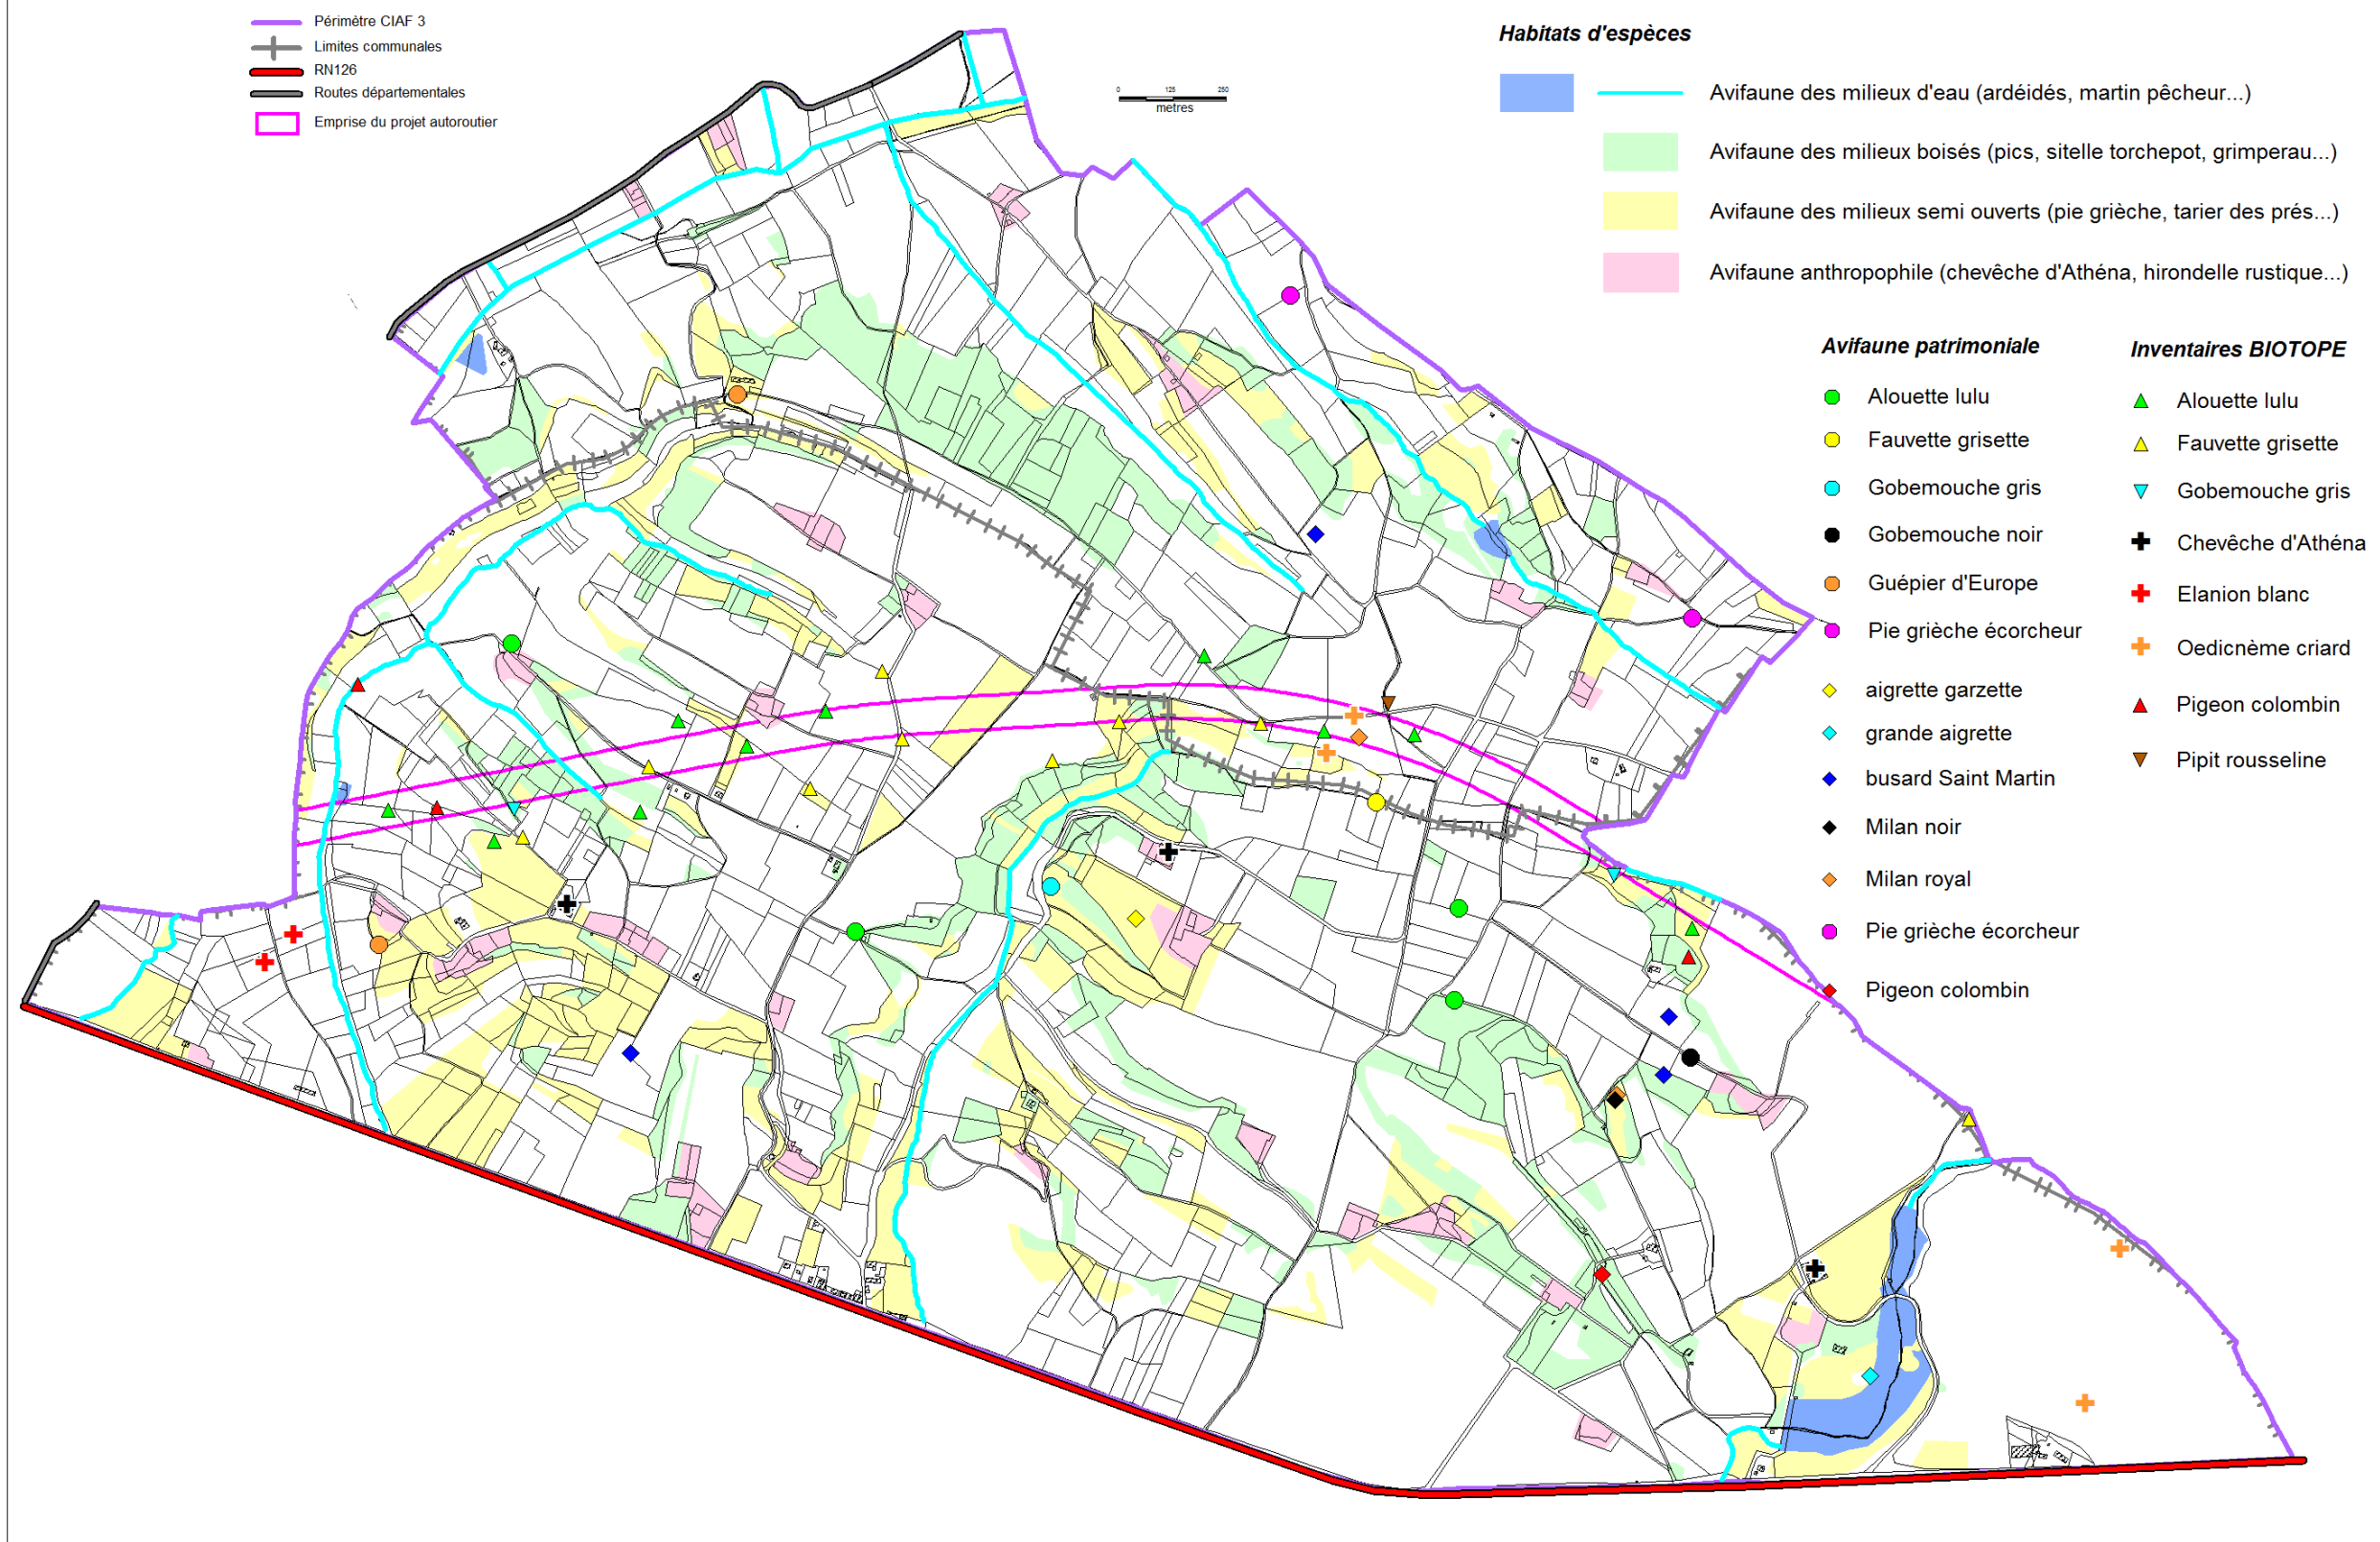 Périmètre CIAF 3
Limites communales
RN126
Routes départementales
Emprise du projet autoroutier
0 125 250
metres
Habitats d'espèces
Avifaune des milieux d'eau (ardéidés, martin pêcheur...)
Avifaune des milieux boisés (pics, sitelle torchepot, grimperau...)
Avifaune des milieux semi ouverts (pie grièche, tarier des prés...)
Avifaune anthropophile (chevêche d'Athéna, hirondelle rustique...)
Avifaune patrimoniale
Alouette lulu
Fauvette grisette
Gobemouche gris
Gobemouche noir
Guépier d'Europe
Pie grièche écorcheur
aigrette garzette
grande aigrette
busard Saint Martin
Milan noir
Milan royal
Pie grièche écorcheur
Pigeon colombin
Inventaires BIOTOPE
Alouette lulu
Fauvette grisette
Gobemouche gris
Chevêche d'Athéna
Elanion blanc
Oedicnème criard
Pigeon colombin
Pipit rousseline